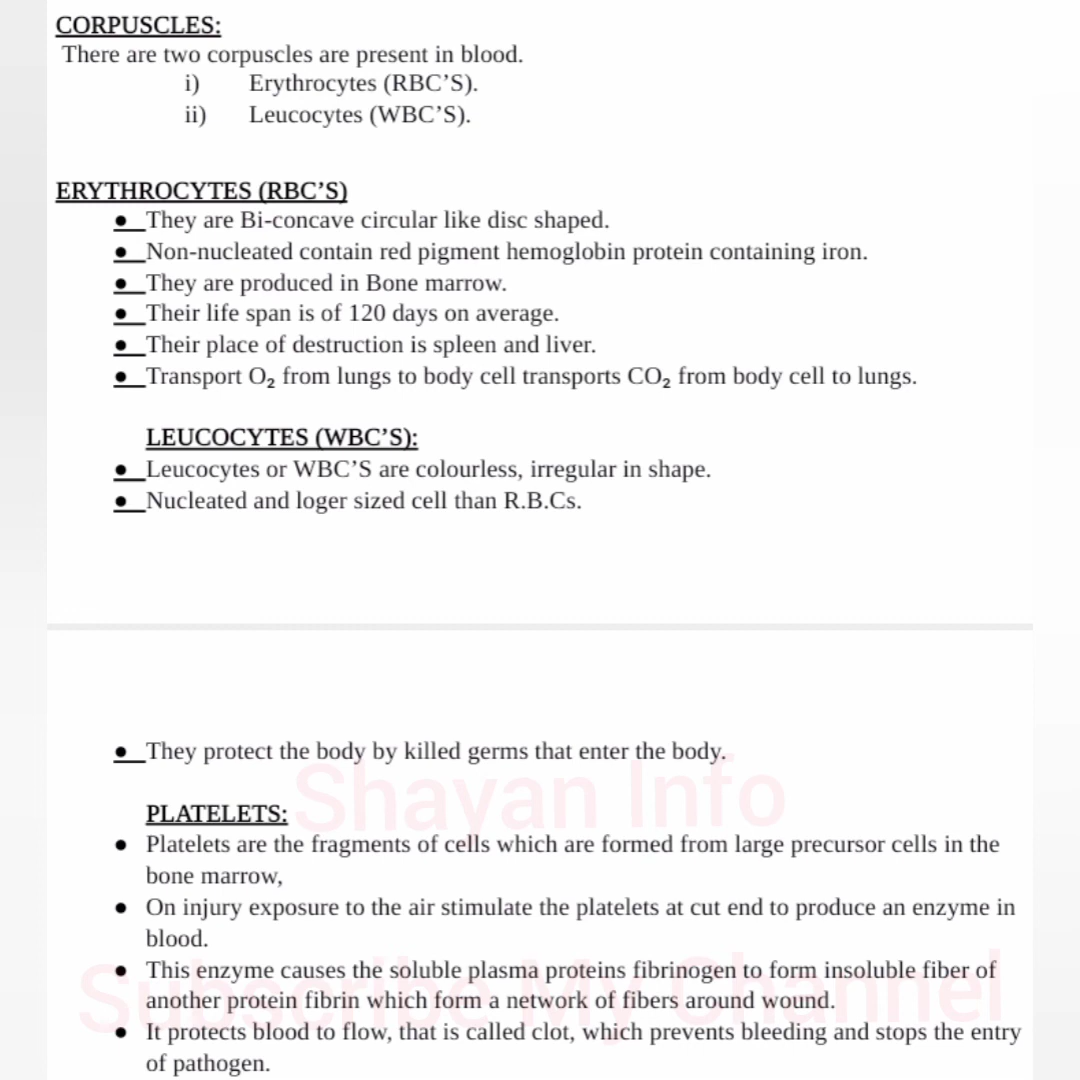 CORPUSCLES:
There are two corpuscles are present in blood.
i) Erythrocytes (RBC’S).
ii) Leucocytes (WBC’S).
ERYTHROCYTES (RBC’S)
● They are Bi-concave circular like disc shaped.
● Non-nucleated contain red pigment hemoglobin protein containing iron.
● They are produced in Bone marrow.
● Their life span is of 120 days on average.
● Their place of destruction is spleen and liver.
● Transport O₂ from lungs to body cell transports CO₂ from body cell to lungs.
LEUCOCYTES (WBC’S):
● Leucocytes or WBC’S are colourless, irregular in shape.
● Nucleated and loger sized cell than R.B.Cs.
● They protect the body by killed germs that enter the body.
Shayan Info
PLATELETS:
● Platelets are the fragments of cells which are formed from large precursor cells in the
bone marrow,
● On injury exposure to the air stimulate the platelets at cut end to produce an enzyme in
blood.
● This enzyme causes the soluble plasma proteins fibrinogen to form insoluble fiber of
Subscribe My Channel
another protein fibrin which form a network of fibers around wound.
● It protects blood to flow, that is called clot, which prevents bleeding and stops the entry
of pathogen.